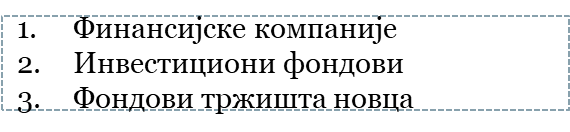 1. Финансијске компаније
2. Инвестициони фондови
3. Фондови тржишта новца